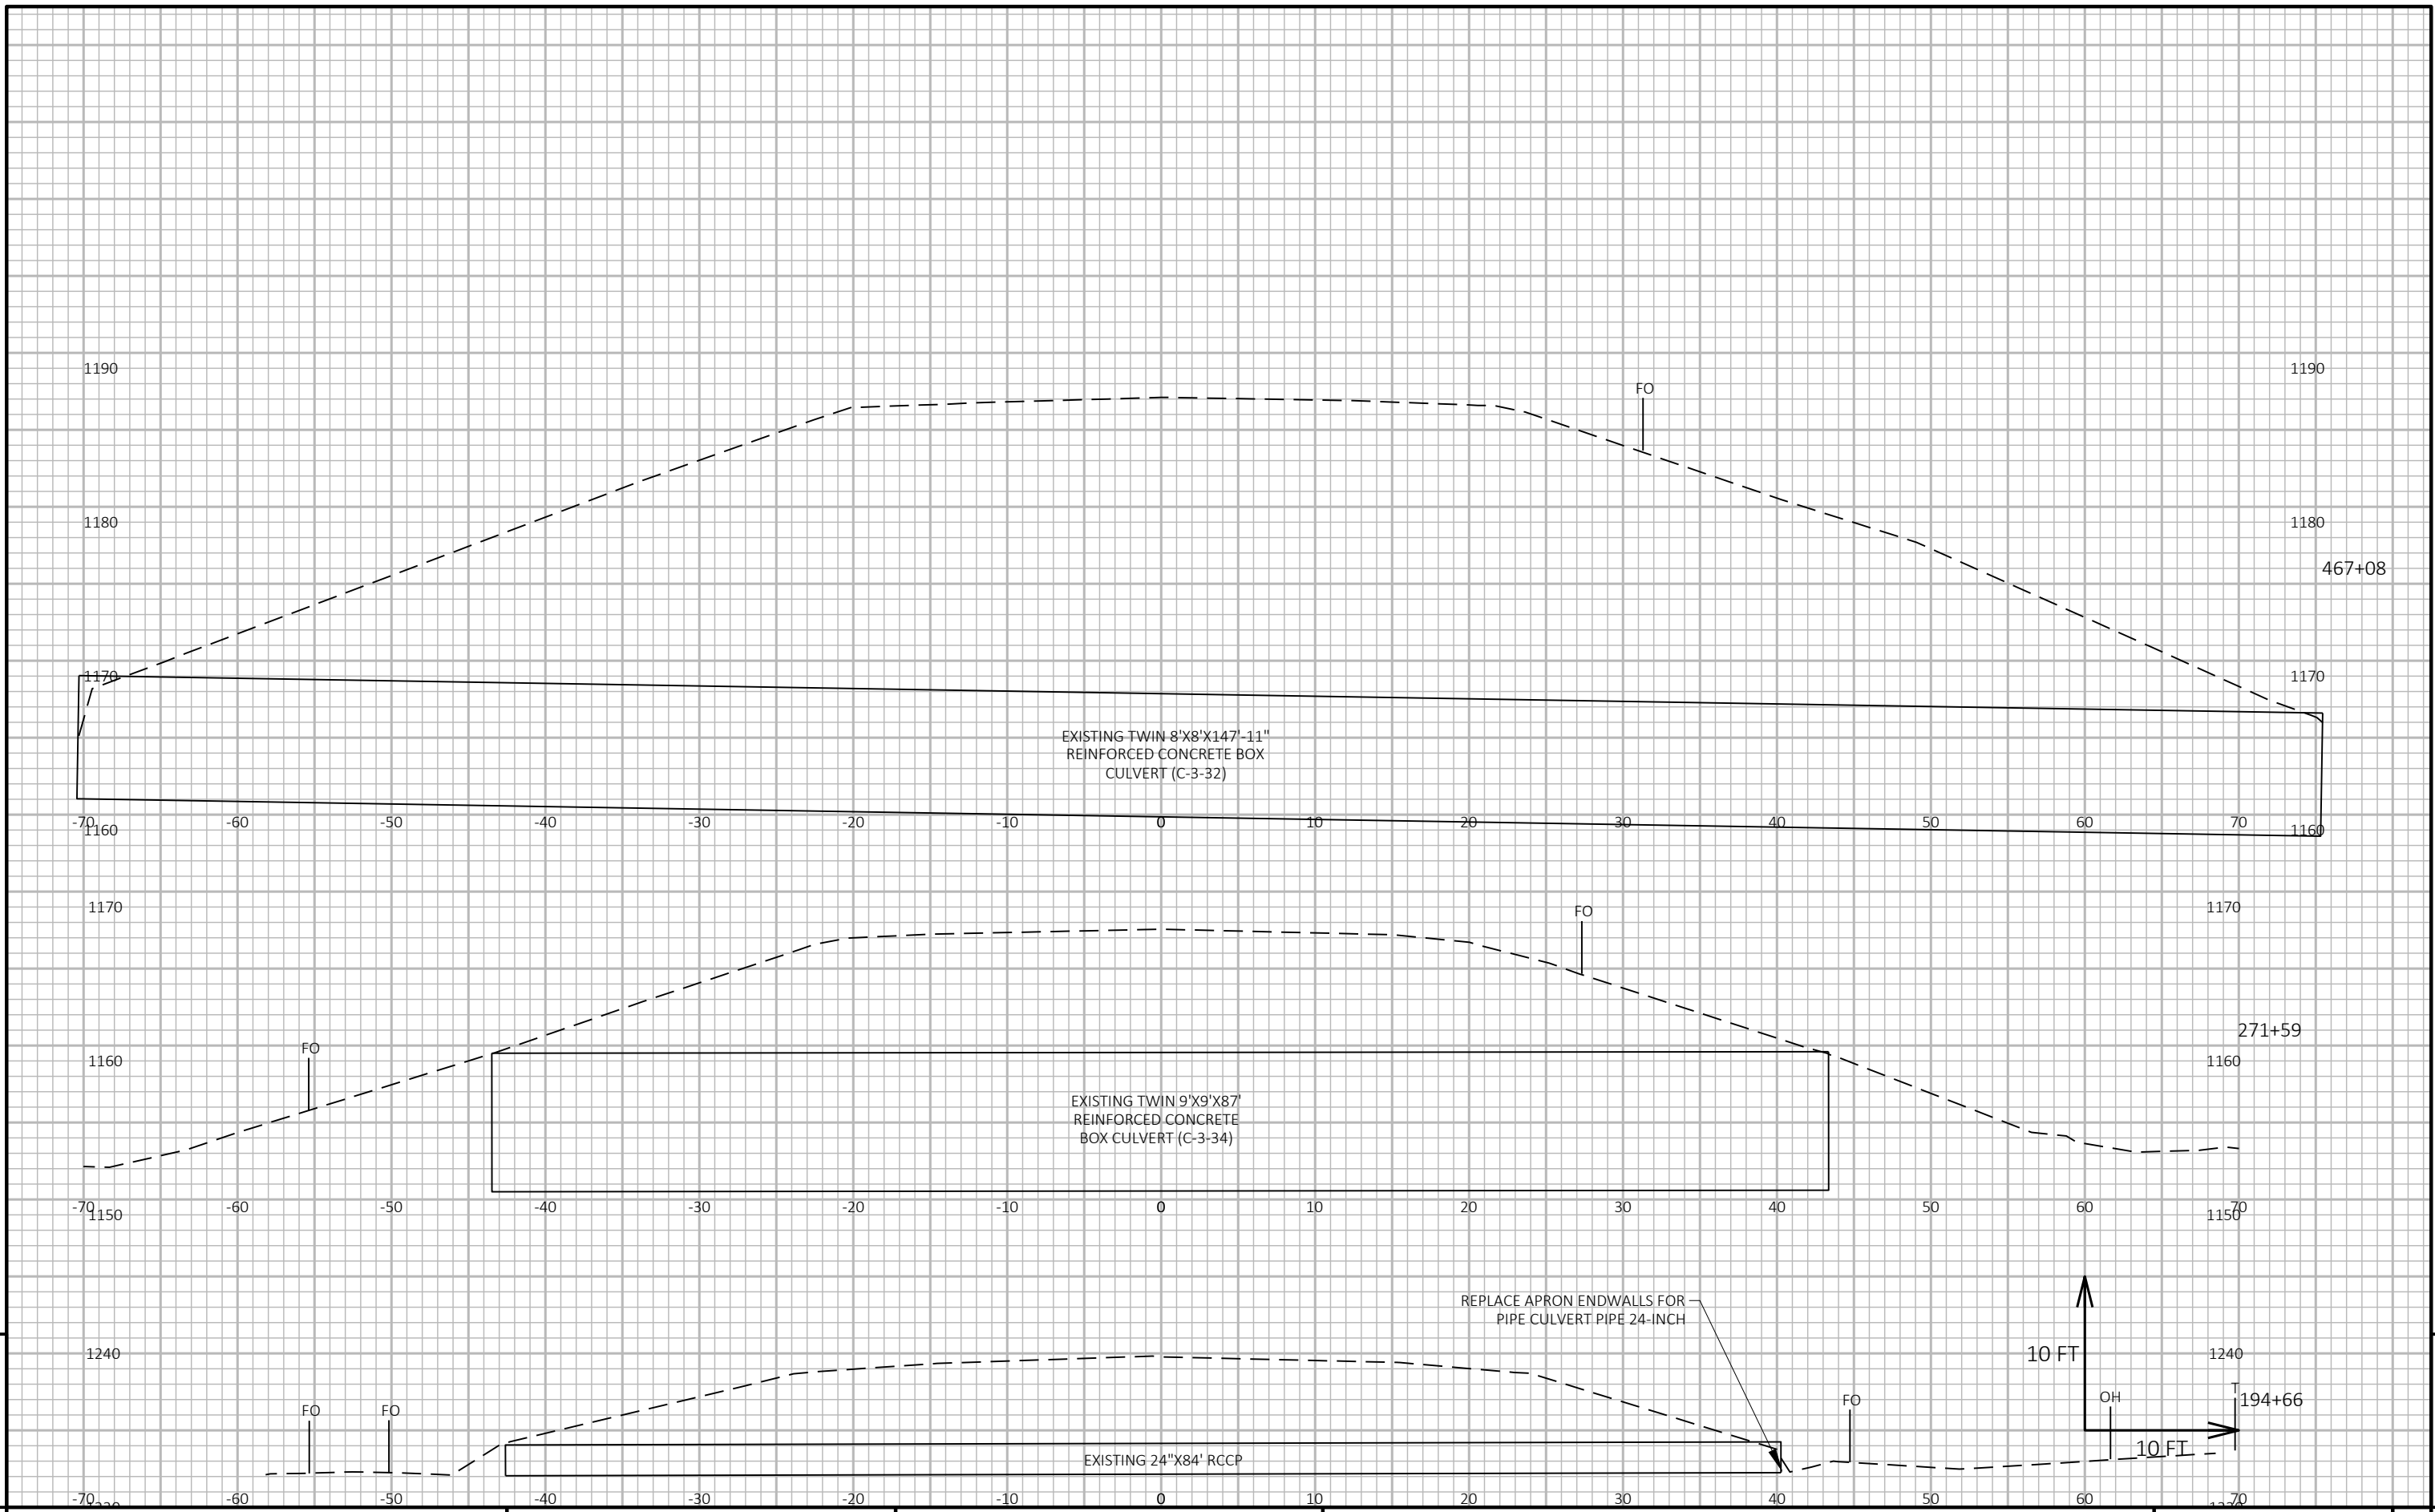 1190 1190
FO
1180 1180
467+08
1170 1170
EXISTING TWIN 8'X8'X147'-11"
REINFORCED CONCRETE BOX
CULVERT (C-3-32)
-70 -60 -50 -40 -30 -20 -10 0 10 20 30 40 50 60 70
1160 1160
1170 1170
FO
271+59
FO
1160 1160
EXISTING TWIN 9'X9'X87'
REINFORCED CONCRETE
BOX CULVERT (C-3-34)
-70 -60 -50 -40 -30 -20 -10 0 10 20 30 40 50 60 70
1150 1150
REPLACE APRON ENDWALLS FOR
PIPE CULVERT PIPE 24-INCH
1240 10 FT 1240
T
FO FO FO OH 194+66
10 FT
EXISTING 24"X84' RCCP
-70 -60 -50 -40 -30 -20 -10 0 10 20 30 40 50 60 70